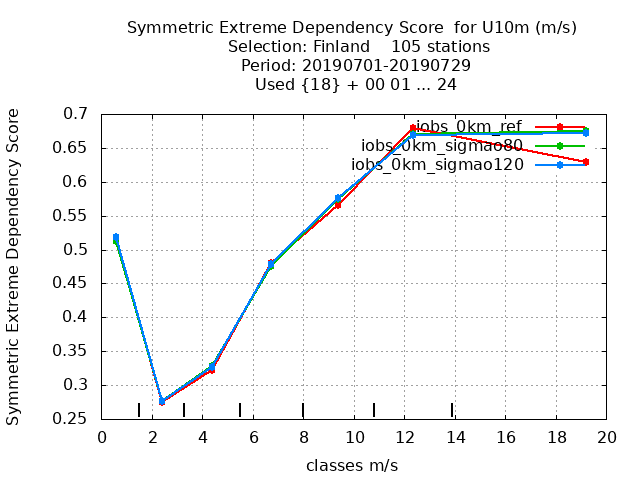 Symmetric Extreme Dependency Score  for U10m (m/s)
Selection: Finland    105 stations
Period: 20190701-20190729
Used {18} + 00 01 ... 24
Symmetric Extreme Dependency Score
0.7
0.65
0.6
0.55
0.5
0.45
0.4
0.35
0.3
0.25
iobs_0km_ref
iobs_0km_sigmao80
iobs_0km_sigmao120
0 2 4 6 8 10 12 14 16 18 20
classes m/s